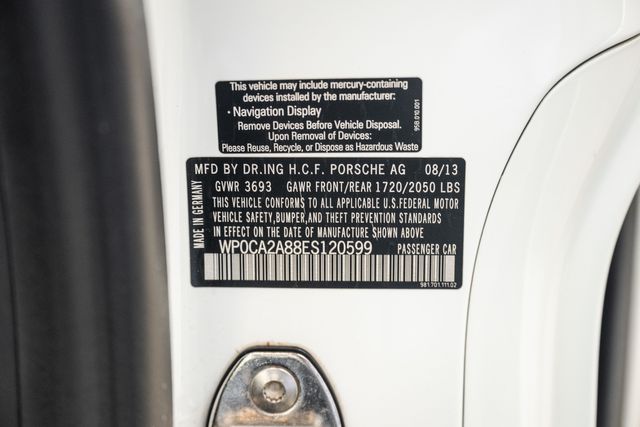 This vehicle may include mercury-containing
devices installed by the manufacturer:
· Navigation Display
Remove Devices Before Vehicle Disposal.
Upon Removal of Devices:
Please Reuse, Recycle, or Dispose as Hazardous Waste
95B.010.001
MFD BY DR.ING H.C.F. PORSCHE AG 08/13
GVWR 3693 GAWR FRONT/REAR 1720/2050 LBS
THIS VEHICLE CONFORMS TO ALL APPLICABLE U.S.FEDERAL MOTOR
VEHICLE SAFETY,BUMPER,AND THEFT PREVENTION STANDARDS
IN EFFECT ON THE DATE OF MANUFACTURE SHOWN ABOVE
WP0CA2A88ES120599 PASSENGER CAR
MADE IN GERMANY
981.701.111.02